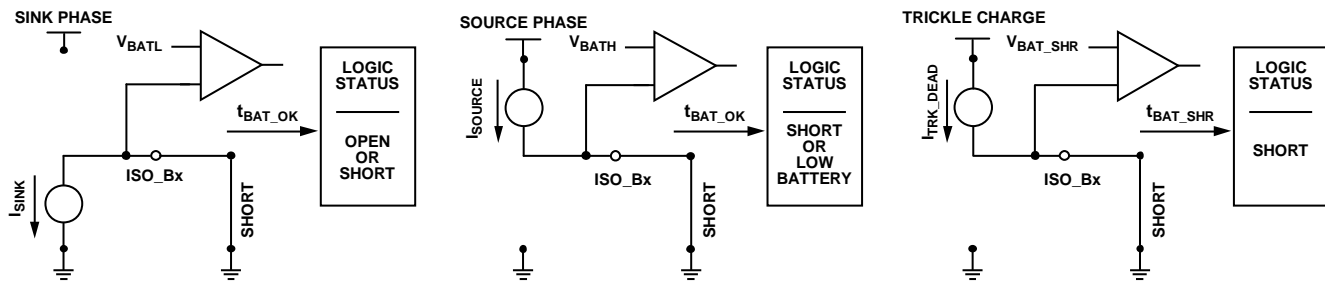 SINK PHASE
V_BATL
LOGIC
STATUS
t_BAT_OK
OPEN
OR
SHORT
ISO_Bx
I_SINK
SHORT
SOURCE PHASE
V_BATH
LOGIC
STATUS
I_SOURCE
t_BAT_OK
SHORT
OR
LOW
BATTERY
ISO_Bx
SHORT
TRICKLE CHARGE
V_BAT_SHR
LOGIC
STATUS
I_TRK_DEAD
t_BAT_SHR
SHORT
ISO_Bx
SHORT